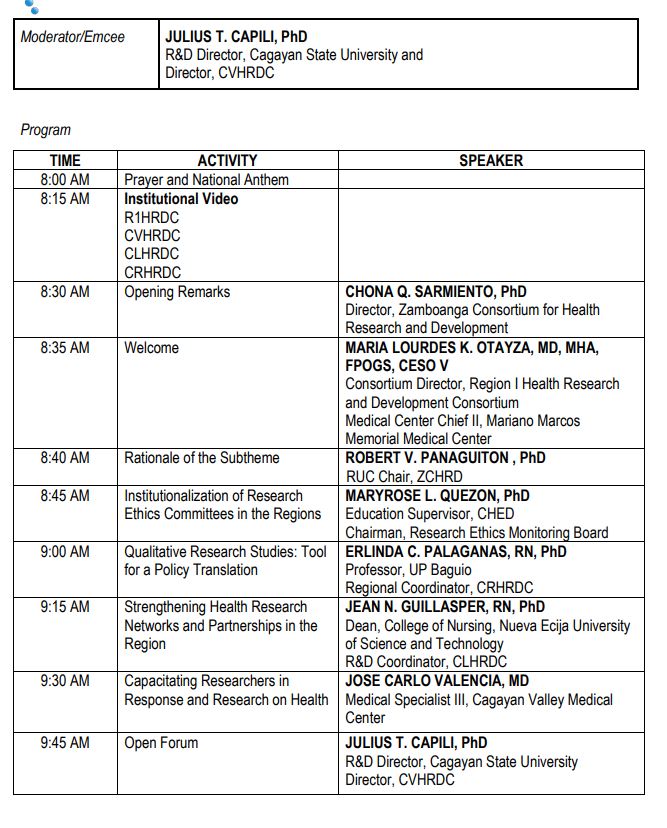 Moderator/Emcee
JULIUS T. CAPILI, PhD
R&D Director, Cagayan State University and
Director, CVHRDC
Program
TIME
ACTIVITY
SPEAKER
8:00 AM
Prayer and National Anthem
8:15 AM
Institutional Video
R1HRDC
CVHRDC
CLHRDC
CRHRDC
8:30 AM
Opening Remarks
CHONA Q. SARMIENTO, PhD
Director, Zamboanga Consortium for Health
Research and Development
8:35 AM
Welcome
MARIA LOURDES K. OTAYZA, MD, MHA,
FPOGS, CESO V
Consortium Director, Region I Health Research
and Development Consortium
Medical Center Chief II, Mariano Marcos
Memorial Medical Center
8:40 AM
Rationale of the Subtheme
ROBERT V. PANAGUITON , PhD
RUC Chair, ZCHRD
8:45 AM
Institutionalization of Research
Ethics Committees in the Regions
MARYROSE L. QUEZON, PhD
Education Supervisor, CHED
Chairman, Research Ethics Monitoring Board
9:00 AM
Qualitative Research Studies: Tool
for a Policy Translation
ERLINDA C. PALAGANAS, RN, PhD
Professor, UP Baguio
Regional Coordinator, CRHRDC
9:15 AM
Strengthening Health Research
Networks and Partnerships in the
Region
JEAN N. GUILLASPER, RN, PhD
Dean, College of Nursing, Nueva Ecija University
of Science and Technology
R&D Coordinator, CLHRDC
9:30 AM
Capacitating Researchers in
Response and Research on Health
JOSE CARLO VALENCIA, MD
Medical Specialist III, Cagayan Valley Medical
Center
9:45 AM
Open Forum
JULIUS T. CAPILI, PhD
R&D Director, Cagayan State University
Director, CVHRDC